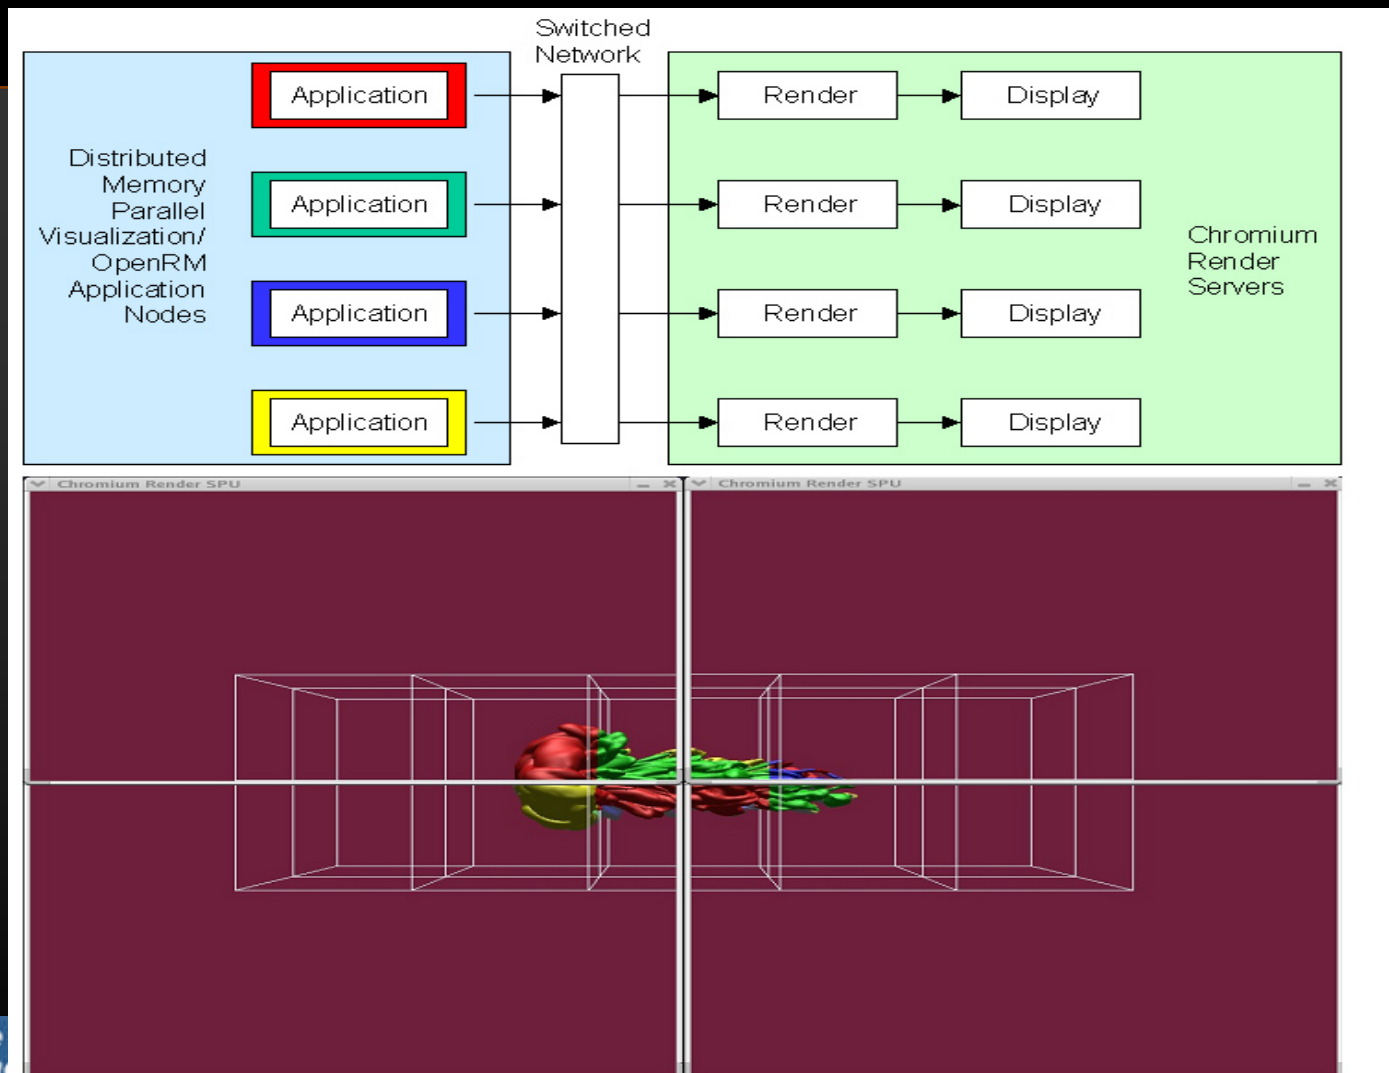 Switched
Network
Distributed
Memory
Parallel
Visualization/
OpenRM
Application
Nodes
Application
Render
Display
Application
Render
Display
Application
Render
Display
Application
Render
Display
Chromium
Render
Servers
Chromium Render SPU
Chromium Render SPU